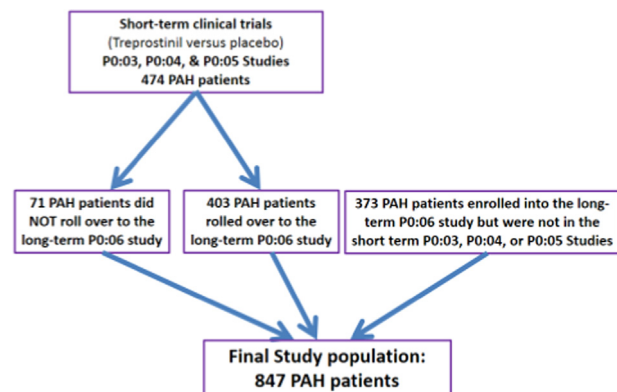 Short-term clinical trials
(Treprostinil versus placebo)
P0:03, P0:04, & P0:05 Studies
474 PAH patients
71 PAH patients did
NOT roll over to the
long-term P0:06 study
403 PAH patients
rolled over to the
long-term P0:06 study
373 PAH patients enrolled into the long-
term P0:06 study but were not in the
short term P0:03, P0:04, or P0:05 Studies
Final Study population:
847 PAH patients